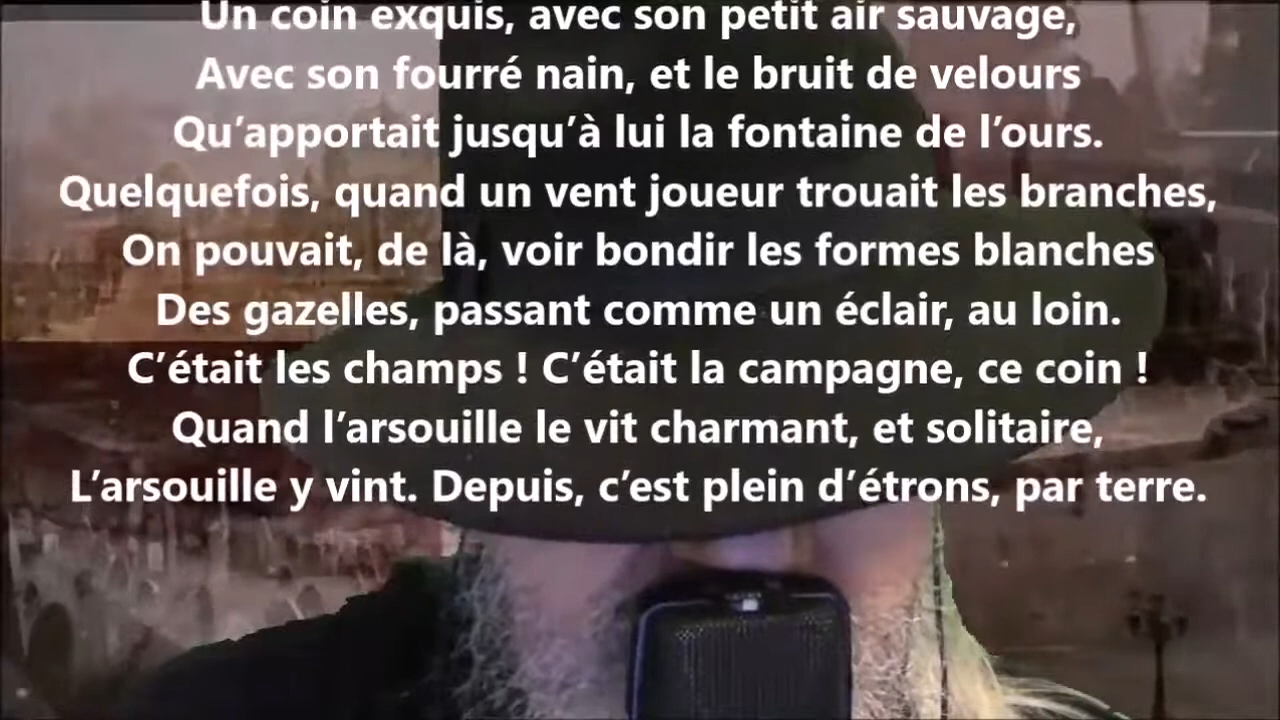 Un coin exquis, avec son petit air sauvage,
Avec son fourré nain, et le bruit de velours
Qu’apportait jusqu’à lui la fontaine de l’ours.
Quelquefois, quand un vent joueur trouait les branches,
On pouvait, de là, voir bondir les formes blanches
Des gazelles, passant comme un éclair, au loin.
C’était les champs ! C’était la campagne, ce coin !
Quand l’arsouille le vit charmant, et solitaire,
L’arsouille y vint. Depuis, c’est plein d’étrons, par terre.